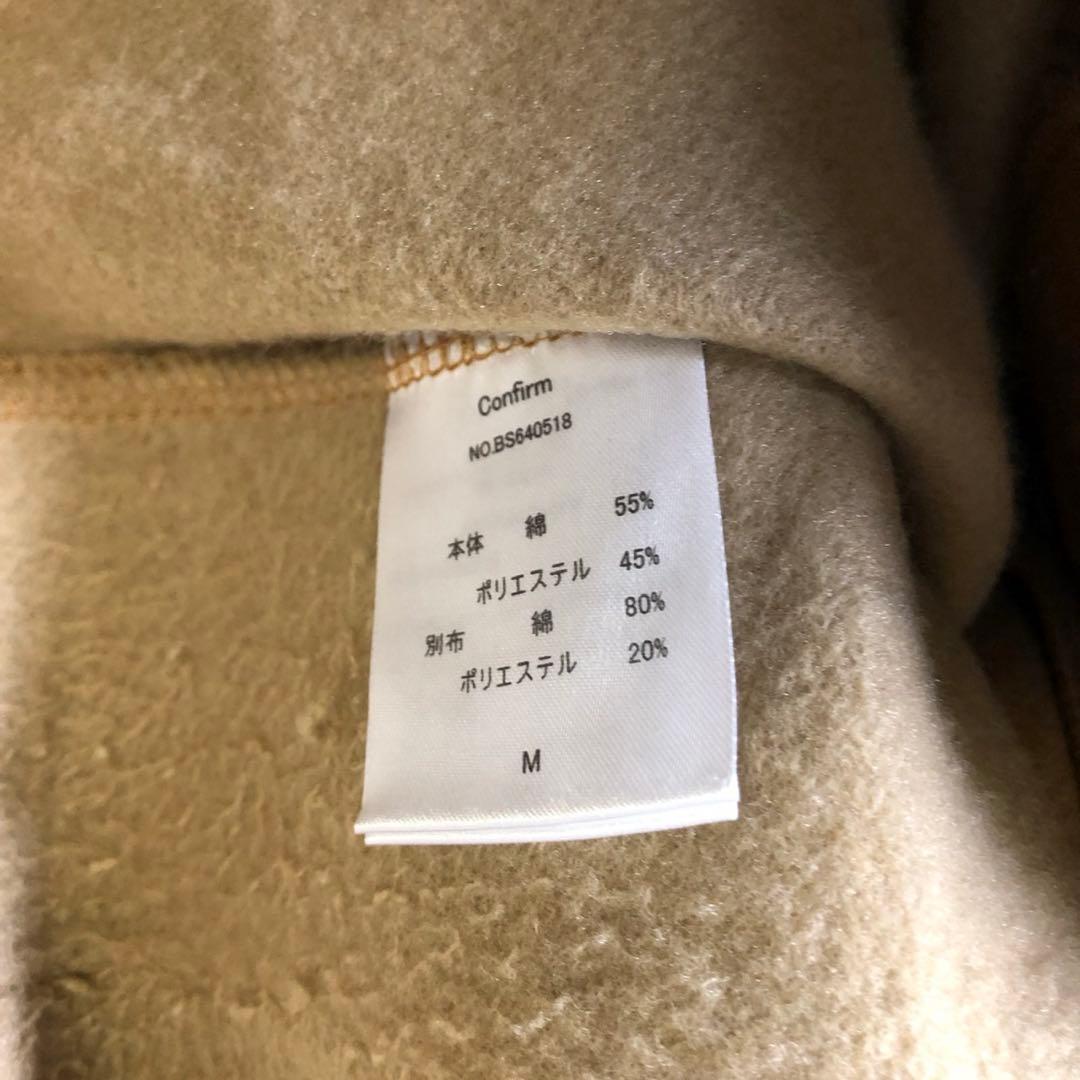 Confirm
NO.BS640518
本体 綿 55%
ポリエステル 45%
別布 綿 80%
ポリエステル 20%
M